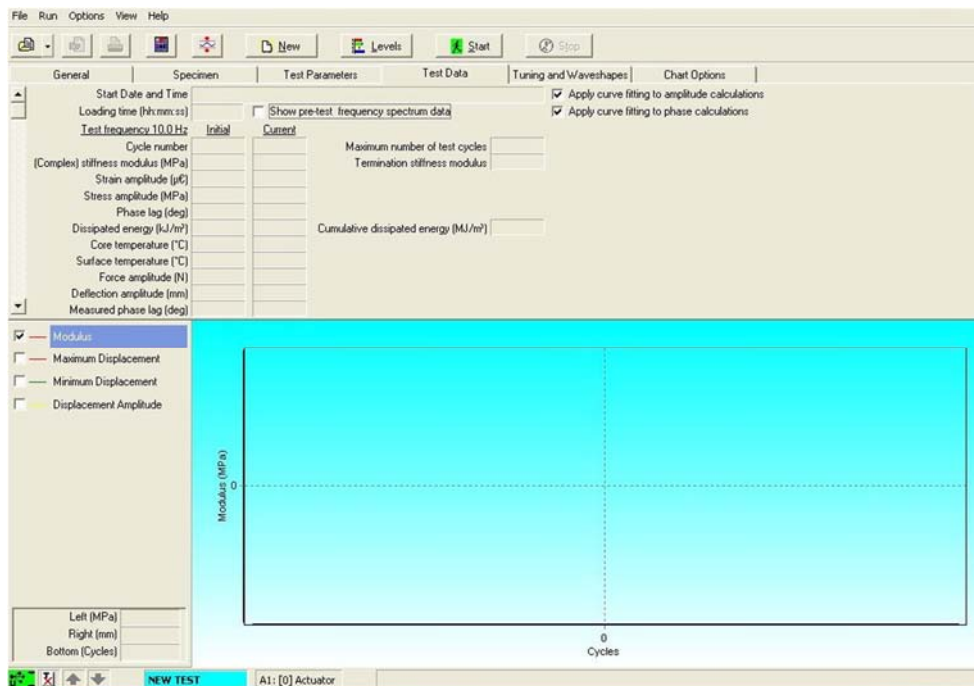 File Run Options View Help
New Levels Start Stop
General Specimen Test Parameters Test Data Tuning and Waveshapes Chart Options
Start Date and Time Apply curve fitting to amplitude calculations
Loading time (hh:mm:ss) Show pre-test frequency spectrum data Apply curve fitting to phase calculations
Test frequency 10.0 Hz Initial Current
Cycle number Maximum number of test cycles
(Complex) stiffness modulus (MPa) Termination stiffness modulus
Strain amplitude (µ€)
Stress amplitude (MPa)
Phase lag (deg)
Dissipated energy (kJ/m³) Cumulative dissipated energy (MJ/m³)
Core temperature (°C)
Surface temperature (°C)
Force amplitude (N)
Deflection amplitude (mm)
Measured phase lag (deg)
Modulus
Maximum Displacement
Minimum Displacement
Displacement Amplitude
Modulus (MPa)
0
0
Cycles
Left (MPa)
Right (mm)
Bottom (Cycles)
NEW TEST A1: [0] Actuator